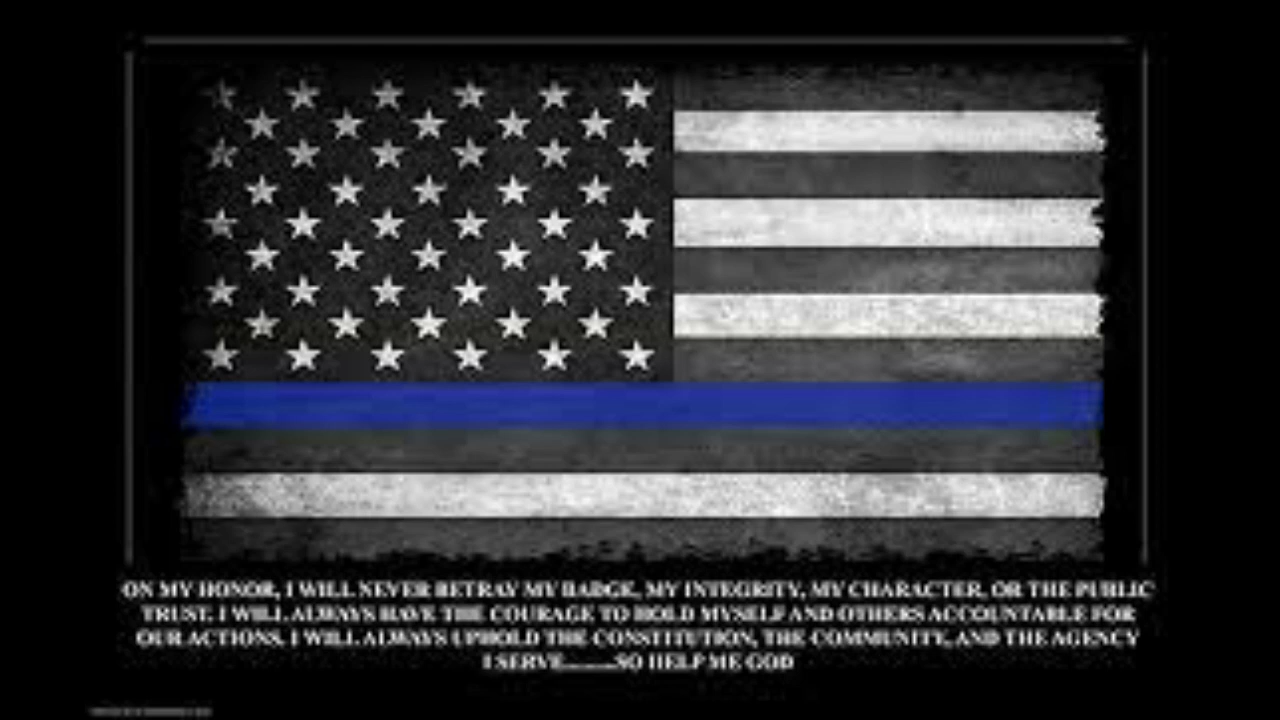 ON MY HONOR, I WILL NEVER BETRAY MY BADGE, MY INTEGRITY, MY CHARACTER, OR THE PUBLIC
TRUST. I WILL ALWAYS HAVE THE COURAGE TO HOLD MYSELF AND OTHERS ACCOUNTABLE FOR
OUR ACTIONS. I WILL ALWAYS UPHOLD THE CONSTITUTION, THE COMMUNITY, AND THE AGENCY
I SERVE..........SO HELP ME GOD